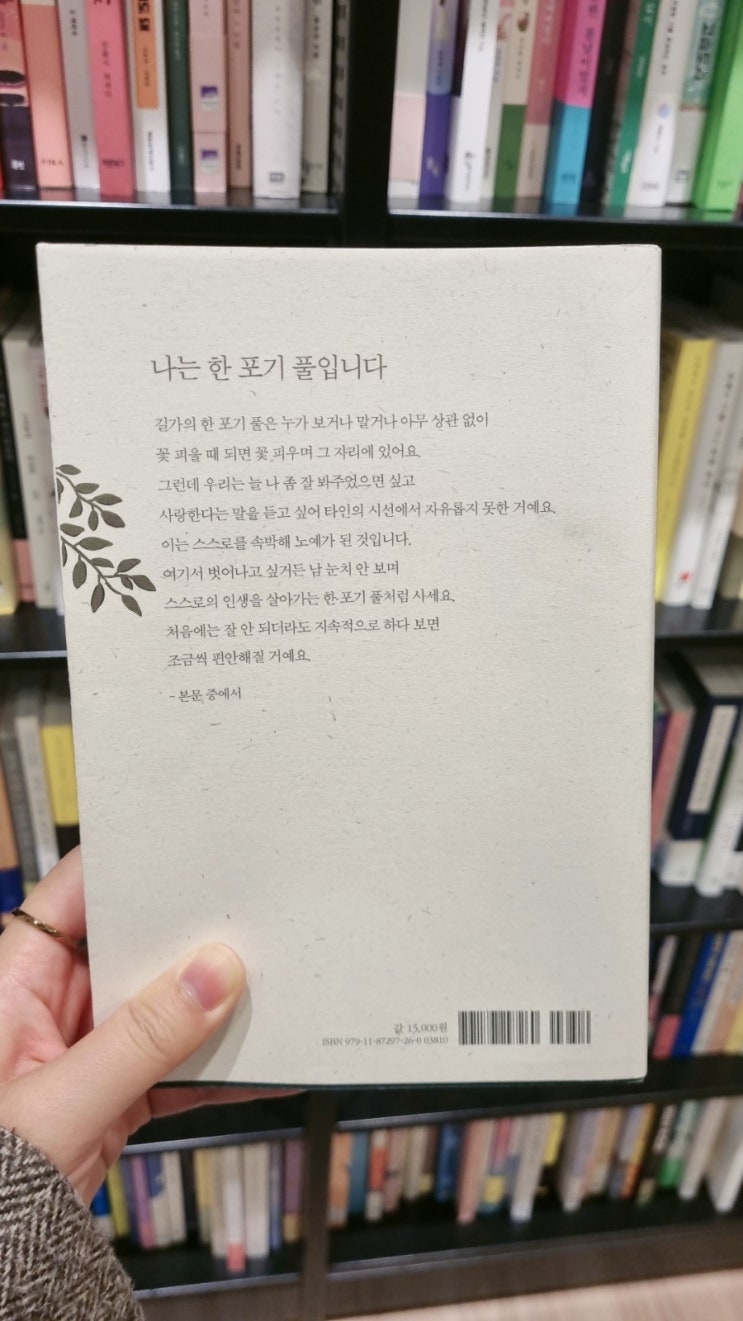 나는 한 포기 풀입니다
길가의 한 포기 풀은 누가 보거나 말거나 아무 상관 없이
꽃 피울 때 되면 꽃 피우며 그 자리에 있어요.
그런데 우리는 늘 나 좀 잘 봐주었으면 싶고
사랑한다는 말을 듣고 싶어 타인의 시선에서 자유롭지 못한 거예요.
이는 스스로를 속박해 노예가 된 것입니다.
여기서 벗어나고 싶거든 남 눈치 안 보며
스스로의 인생을 살아가는 한 포기 풀처럼 사세요.
처음에는 잘 안 되더라도 지속적으로 하다 보면
조금씩 편안해질 거예요.
- 본문 중에서
값 15,000원
ISBN 979-11-87297-26-0 03810